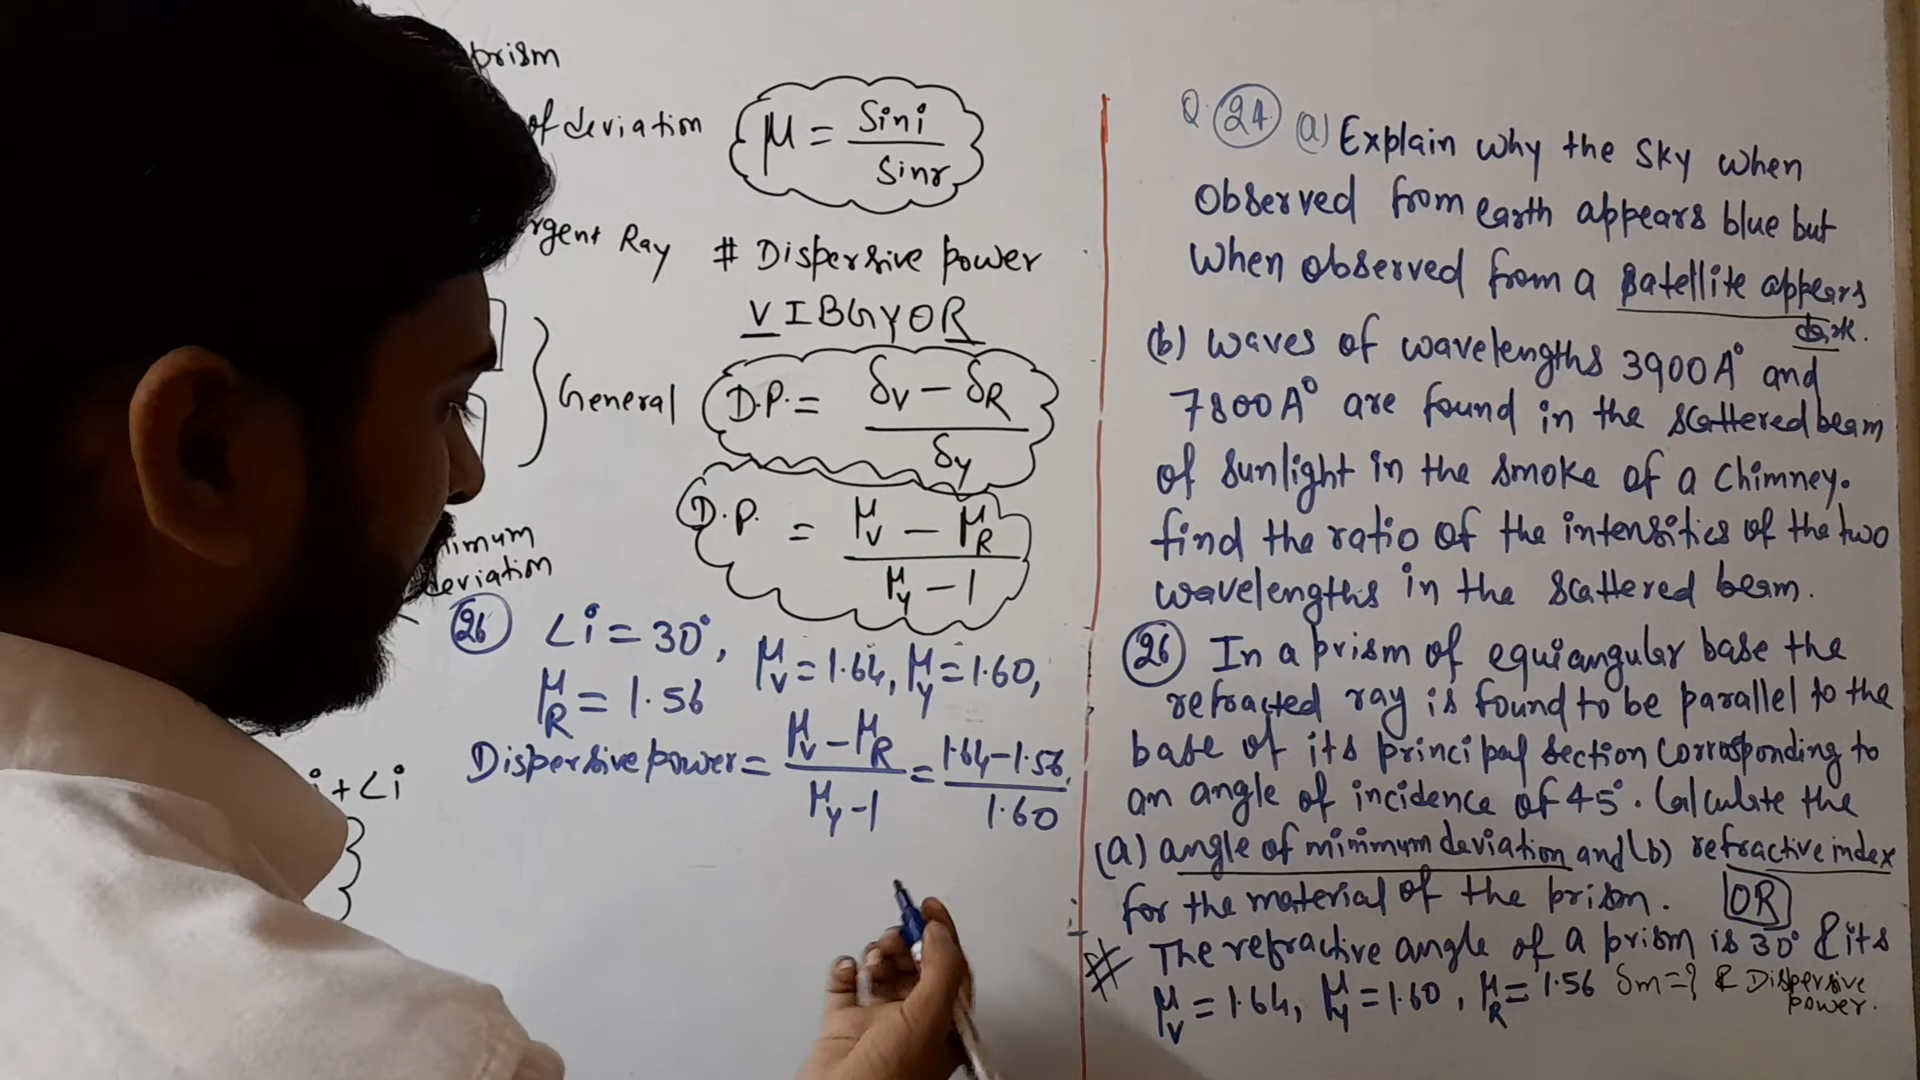 prism
of deviation
μ = Sini / Sinr
rgent Ray
# Dispersive power
VIBGYOR
General
D.P. = δV - δR / δy
D.P. = μV - μR / μy - 1
nimum
deviation
i + ∠i
(26) ∠i = 30°, μV = 1.64, μy = 1.60,
μR = 1.56
Dispersive power = μV - μR / μy - 1 = 1.64 - 1.56 / 1.60
Q. (24) (a) Explain why the sky when
observed from earth appears blue but
when observed from a satellite appears
dark.
(b) waves of wavelengths 3900 A° and
7800 A° are found in the scattered beam
of sunlight in the smoke of a chimney.
find the ratio of the intensities of the two
wavelengths in the scattered beam.
(26) In a prism of equiangular base the
refracted ray is found to be parallel to the
base of its principal section corrosponding to
an angle of incidence of 45°. Calculate the
(a) angle of minimum deviation and (b) refractive index
for the material of the prism. OR
# The refractive angle of a prism is 30° & its
μV = 1.64, μy = 1.60, μR = 1.56 δm = ? & Dispersive
power.